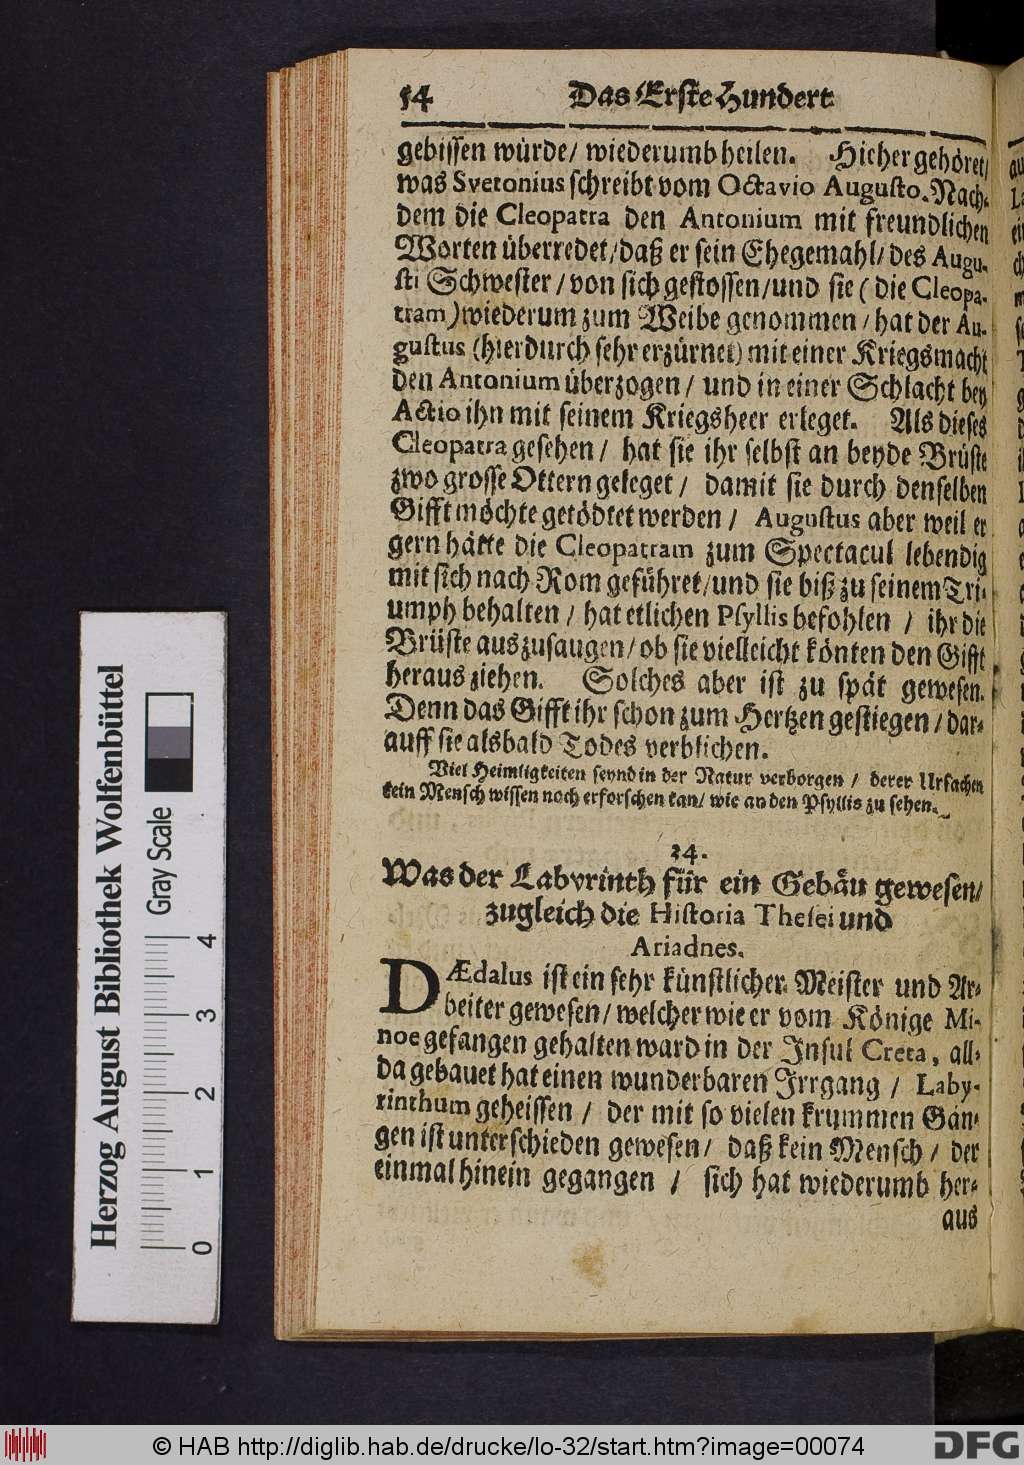 54 Das Erste Hundert
gebissen würde/ wiederumb heilen. Hieher gehöret/
was Svetonius schreibt vom Octavio Augusto. Nach-
dem die Cleopatra den Antonium mit freundlichen
Worten überredet/ daß er sein Ehegemahl/ des Augu-
sti Schwester/ von sich gestossen/ und sie (die Cleopa-
tram) wiederum zum Weibe genommen/ hat der Au-
gustus (hierdurch sehr erzürnet) mit einer Kriegsmacht
den Antonium überzogen/ und in einer Schlacht bey
Actio ihn mit seinem Kriegsheer erleget. Als dieses
Cleopatra gesehen/ hat sie ihr selbst an beyde Brüste
zwo grosse Ottern geleget/ damit sie durch denselben
Gifft möchte getödtet werden/ Augustus aber weil er
gern hätte die Cleopatram zum Spectacul lebendig
mit sich nach Rom geführet/ und sie biß zu seinem Tri-
umph behalten/ hat etlichen Psyllis befohlen/ ihr die
Brüste auszusaugen/ ob sie vielleicht könten den Gifft
heraus ziehen. Solches aber ist zu spät gewesen.
Denn das Gifft ihr schon zum Hertzen gestiegen/ dar-
auff sie alsbald Todes verblichen.
Viel Heimligkeiten seynd in der Natur verborgen/ derer Ursachen
kein Mensch wissen noch erforschen kan/ wie an den Psyllis zu sehen.
24.
Was der Labyrinth für ein Gebäu gewesen/
zugleich die Historia Thesei und
Ariadnes.
DÆdalus ist ein sehr künstlicher Meister und Ar-
beiter gewesen/ welcher wie er vom Könige Mi-
noe gefangen gehalten ward in der Insul Creta, all-
da gebauet hat einen wunderbaren Irrgang/ Laby-
rinthum geheissen/ der mit so vielen krummen Gän-
gen ist unterschieden gewesen/ daß kein Mensch/ der
einmal hinein gegangen/ sich hat wiederumb her-
aus
Herzog August Bibliothek Wolfenbüttel
Gray Scale
0 1 2 3 4
© HAB http://diglib.hab.de/drucke/lo-32/start.htm?image=00074
DFG